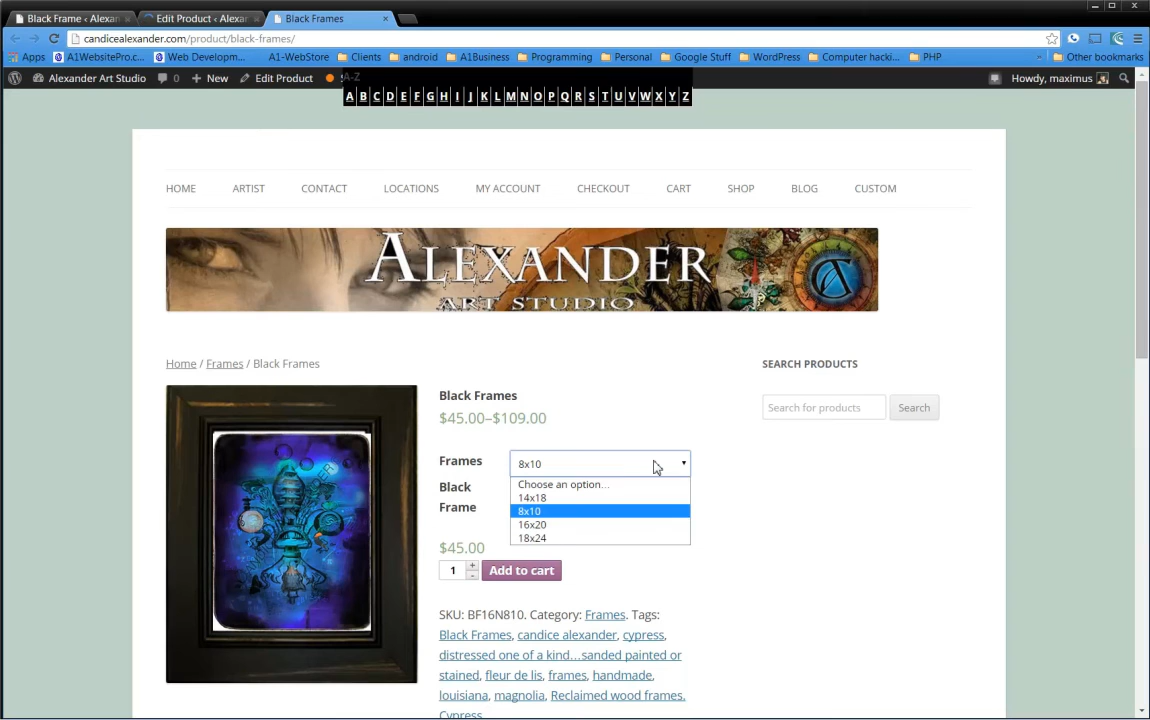 Black Frame < Alexan
Edit Product < Alexar
Black Frames
candicealexander.com/product/black-frames/
Apps
A1WebsitePro.c...
Web Developm...
A1-WebStore
Clients
android
A1Business
Programming
Personal
Google Stuff
WordPress
Computer hacki...
PHP
Other bookmarks
Alexander Art Studio
0
New
Edit Product
Howdy, maximus
A-Z
A B C D E F G H I J K L M N O P Q R S T U V W X Y Z
HOME ARTIST CONTACT LOCATIONS MY ACCOUNT CHECKOUT CART SHOP BLOG CUSTOM
ALEXANDER
ART STUDIO
Home / Frames / Black Frames
SEARCH PRODUCTS
Search for products
Search
Black Frames
$45.00–$109.00
Frames
8x10
Choose an option...
14x18
8x10
16x20
18x24
Black
Frame
$45.00
1
Add to cart
SKU: BF16N810. Category: Frames. Tags:
Black Frames, candice alexander, cypress,
distressed one of a kind...sanded painted or
stained, fleur de lis, frames, handmade,
louisiana, magnolia, Reclaimed wood frames.
Cypress